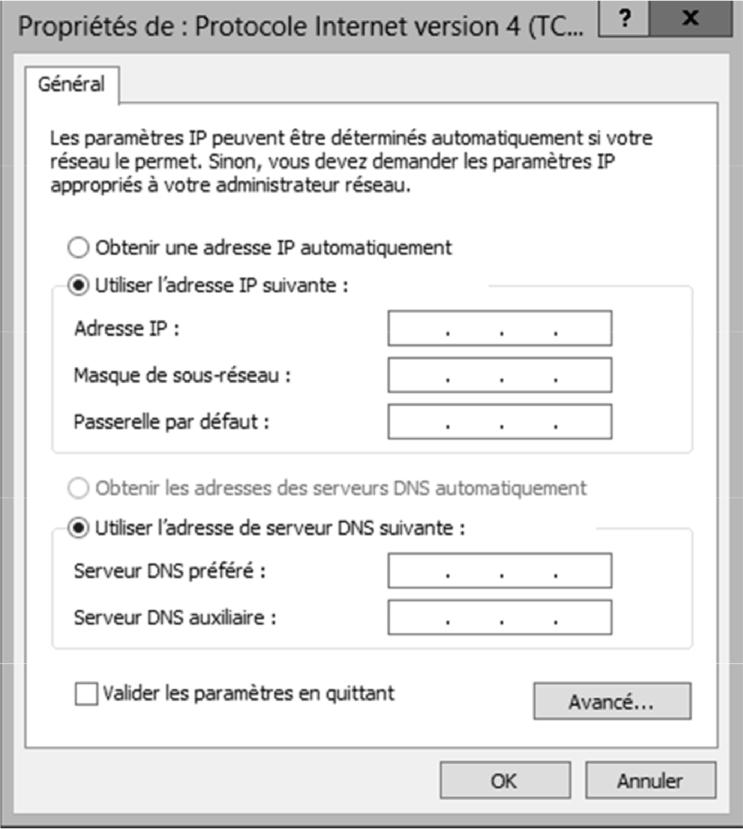 Propriétés de : Protocole Internet version 4 (TC...
? x
Général
Les paramètres IP peuvent être déterminés automatiquement si votre
réseau le permet. Sinon, vous devez demander les paramètres IP
appropriés à votre administrateur réseau.
Obtenir une adresse IP automatiquement
Utiliser l'adresse IP suivante :
Adresse IP : . . .
Masque de sous-réseau : . . .
Passerelle par défaut : . . .
Obtenir les adresses des serveurs DNS automatiquement
Utiliser l'adresse de serveur DNS suivante :
Serveur DNS préféré : . . .
Serveur DNS auxiliaire : . . .
Valider les paramètres en quittant
Avancé...
OK Annuler